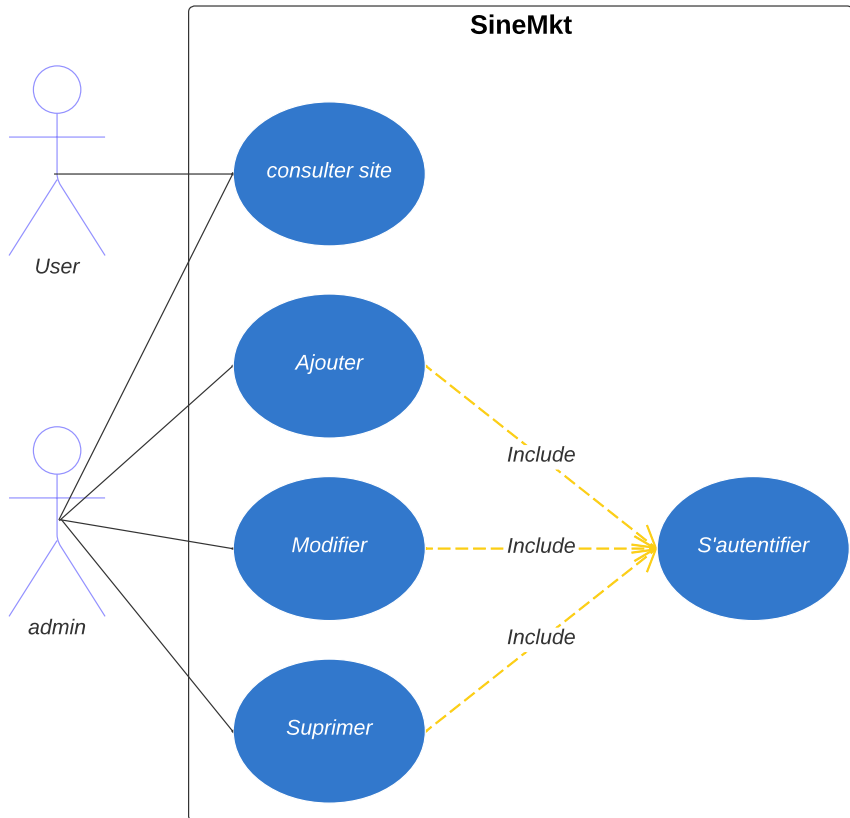 SineMkt
consulter site
User
Ajouter
Include
Modifier
Include
S'autentifier
admin
Include
Suprimer